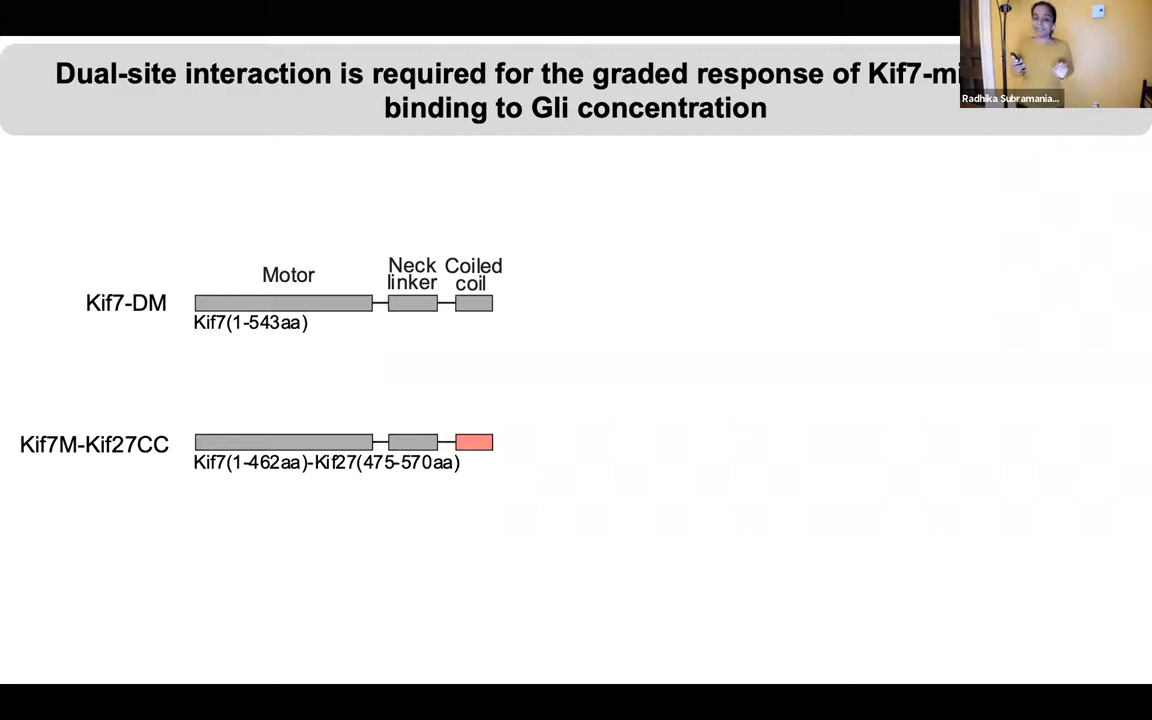 Dual-site interaction is required for the graded response of Kif7-mi
binding to Gli concentration
Radhika Subramania...
Motor
Neck
linker
Coiled
coil
Kif7-DM
Kif7(1-543aa)
Kif7M-Kif27CC
Kif7(1-462aa)-Kif27(475-570aa)